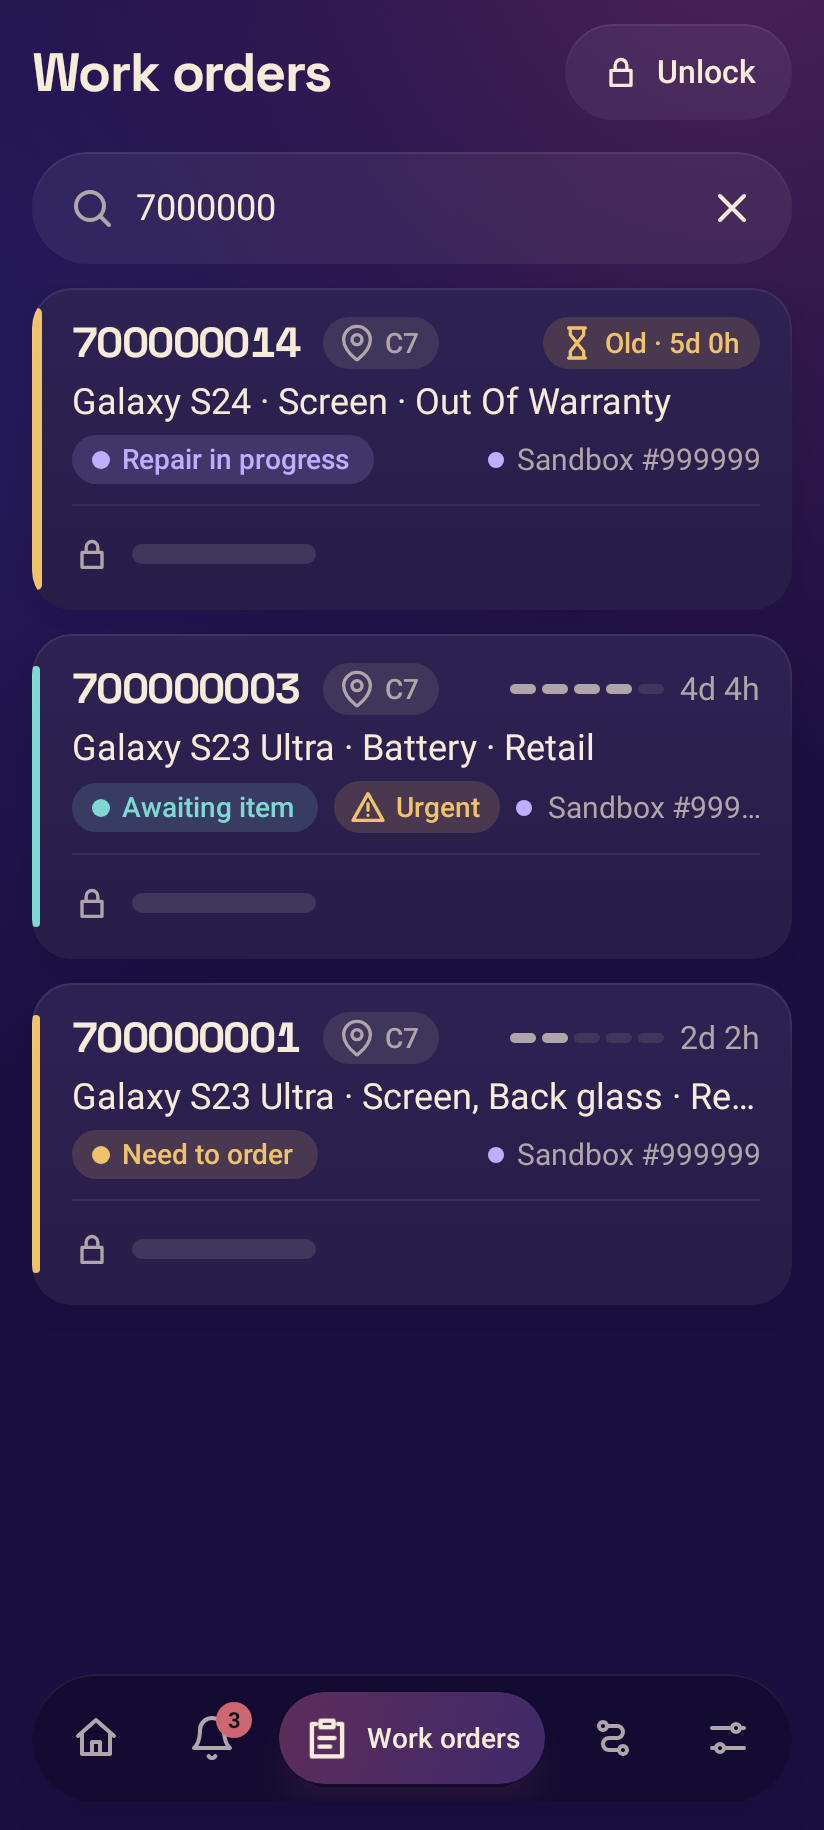 Work orders
Unlock
7000000
700000014 C7 Old · 5d 0h
Galaxy S24 · Screen · Out Of Warranty
Repair in progress Sandbox #999999
700000003 C7 4d 4h
Galaxy S23 Ultra · Battery · Retail
Awaiting item Urgent Sandbox #999...
700000001 C7 2d 2h
Galaxy S23 Ultra · Screen, Back glass · Re...
Need to order Sandbox #999999
3
Work orders